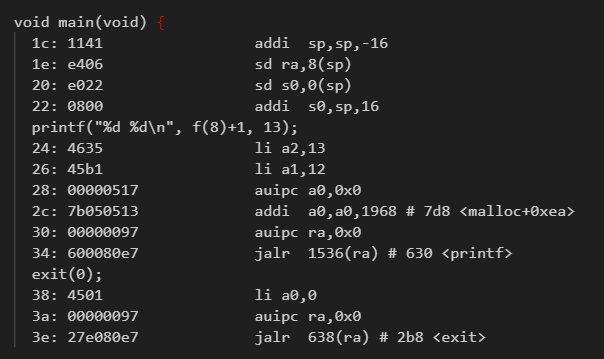 void main(void) {
1c: 1141 addi sp,sp,-16
1e: e406 sd ra,8(sp)
20: e022 sd s0,0(sp)
22: 0800 addi s0,sp,16
printf("%d %d\n", f(8)+1, 13);
24: 4635 li a2,13
26: 45b1 li a1,12
28: 00000517 auipc a0,0x0
2c: 7b050513 addi a0,a0,1968 # 7d8 <malloc+0xea>
30: 00000097 auipc ra,0x0
34: 600080e7 jalr 1536(ra) # 630 <printf>
exit(0);
38: 4501 li a0,0
3a: 00000097 auipc ra,0x0
3e: 27e080e7 jalr 638(ra) # 2b8 <exit>